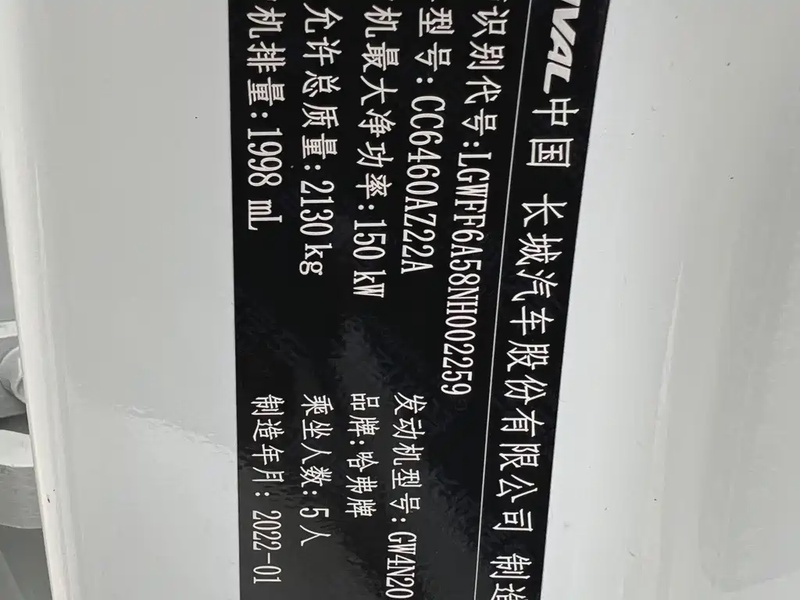 VAL 中国 长城汽车股份有限公司 制造
识别代号:LGWFF6A58NH002259
型号:CC6460AZ22A 发动机型号:GW4N20
机最大净功率:150 kW 品牌:哈弗牌
允许总质量:2130 kg 乘坐人数:5人
机排量:1998 mL 制造年月:2022-01